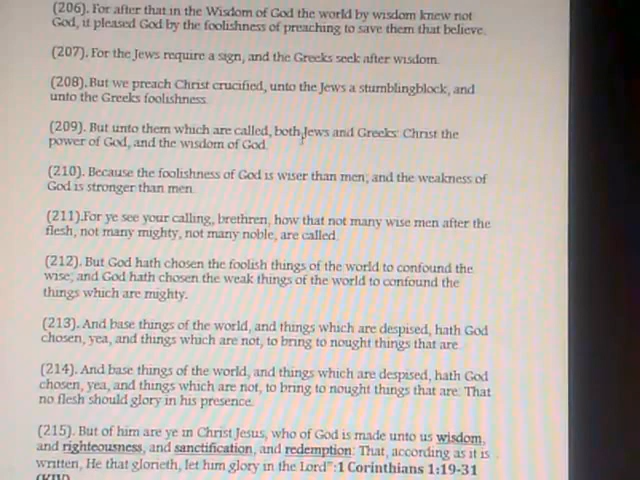 (206). For after that in the Wisdom of God the world by wisdom knew not
God, it pleased God by the foolishness of preaching to save them that believe.
(207). For the Jews require a sign, and the Greeks seek after wisdom.
(208). But we preach Christ crucified, unto the Jews a stumblingblock, and
unto the Greeks foolishness.
(209). But unto them which are called, both Jews and Greeks: Christ the
power of God, and the wisdom of God.
(210). Because the foolishness of God is wiser than men; and the weakness of
God is stronger than men.
(211).For ye see your calling, brethren, how that not many wise men after the
flesh, not many mighty, not many noble, are called.
(212). But God hath chosen the foolish things of the world to confound the
wise; and God hath chosen the weak things of the world to confound the
things which are mighty.
(213). And base things of the world, and things which are despised, hath God
chosen, yea, and things which are not, to bring to nought things that are.
(214). And base things of the world, and things which are despised, hath God
chosen, yea, and things which are not, to bring to nought things that are: That
no flesh should glory in his presence.
(215). But of him are ye in Christ Jesus, who of God is made unto us wisdom,
and righteousness, and sanctification, and redemption: That, according as it is
written, He that glorieth, let him glory in the Lord":1 Corinthians 1:19-31
(KJV)